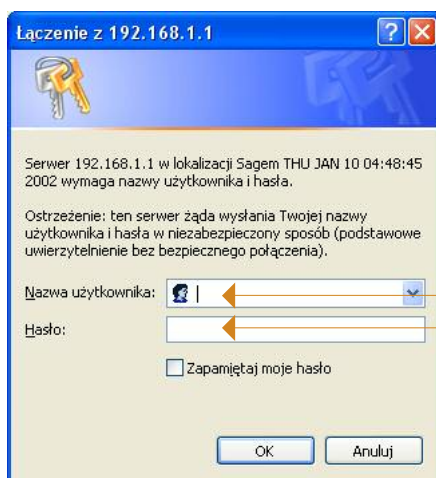 Łączenie z 192.168.1.1
Serwer 192.168.1.1 w lokalizacji Sagem THU JAN 10 04:48:45
2002 wymaga nazwy użytkownika i hasła.
Ostrzeżenie: ten serwer żąda wysłania Twojej nazwy
użytkownika i hasła w niezabezpieczony sposób (podstawowe
uwierzytelnienie bez bezpiecznego połączenia).
Nazwa użytkownika:
Hasło:
Zapamiętaj moje hasło
OK Anuluj